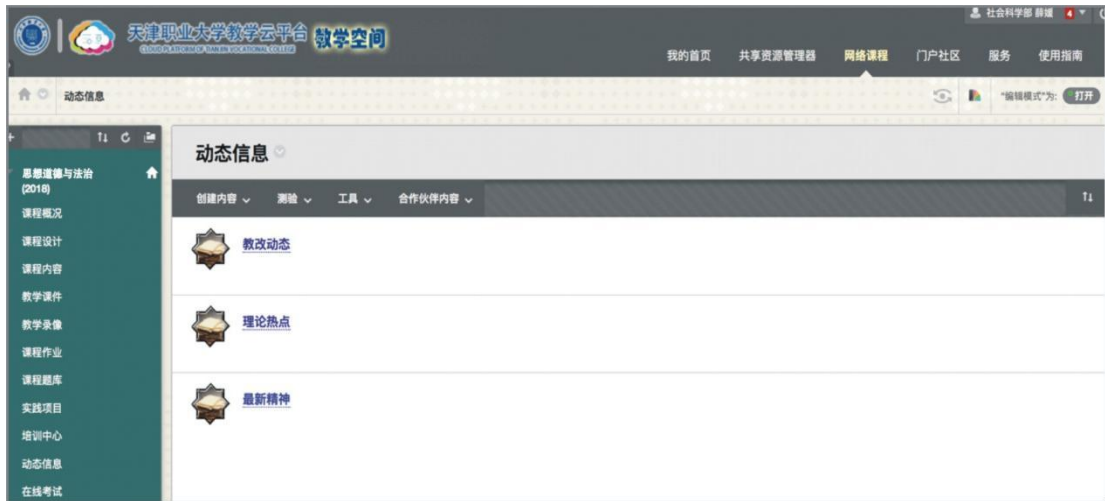 社会科学部 薛媛 4
天津职业大学教学云平台 教学空间
CLOUD PLATFORM OF TIANJIN VOCATIONAL COLLEGE
我的首页 共享资源管理器 网络课程 门户社区 服务 使用指南
动态信息
"编辑模式"为: 打开
思想道德与法治
(2018)
课程概况
课程设计
课程内容
教学课件
教学录像
课程作业
课程题库
实践项目
培训中心
动态信息
在线考试
动态信息
创建内容 测验 工具 合作伙伴内容
教改动态
理论热点
最新精神